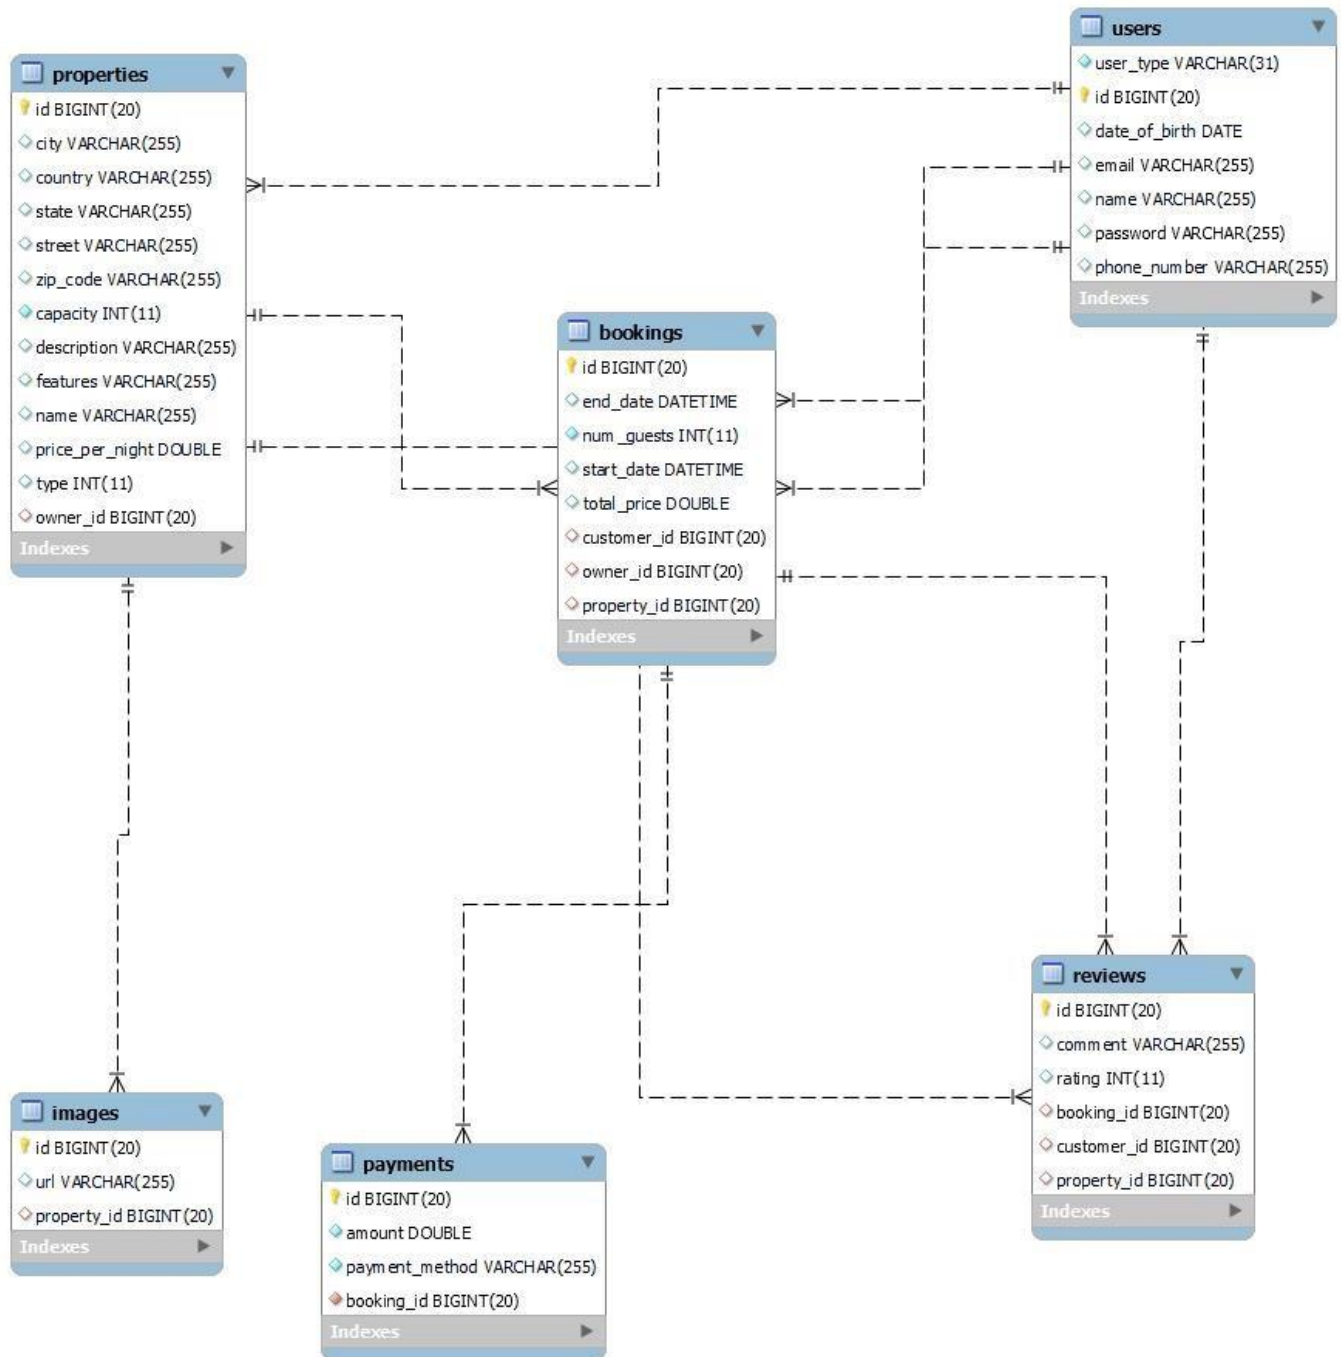 properties
id BIGINT(20)
city VARCHAR(255)
country VARCHAR(255)
state VARCHAR(255)
street VARCHAR(255)
zip_code VARCHAR(255)
capacity INT(11)
description VARCHAR(255)
features VARCHAR(255)
name VARCHAR(255)
price_per_night DOUBLE
type INT(11)
owner_id BIGINT(20)
Indexes
users
user_type VARCHAR(31)
id BIGINT(20)
date_of_birth DATE
email VARCHAR(255)
name VARCHAR(255)
password VARCHAR(255)
phone_number VARCHAR(255)
Indexes
bookings
id BIGINT(20)
end_date DATETIME
num_guests INT(11)
start_date DATETIME
total_price DOUBLE
customer_id BIGINT(20)
owner_id BIGINT(20)
property_id BIGINT(20)
Indexes
images
id BIGINT(20)
url VARCHAR(255)
property_id BIGINT(20)
Indexes
payments
id BIGINT(20)
amount DOUBLE
payment_method VARCHAR(255)
booking_id BIGINT(20)
Indexes
reviews
id BIGINT(20)
comment VARCHAR(255)
rating INT(11)
booking_id BIGINT(20)
customer_id BIGINT(20)
property_id BIGINT(20)
Indexes